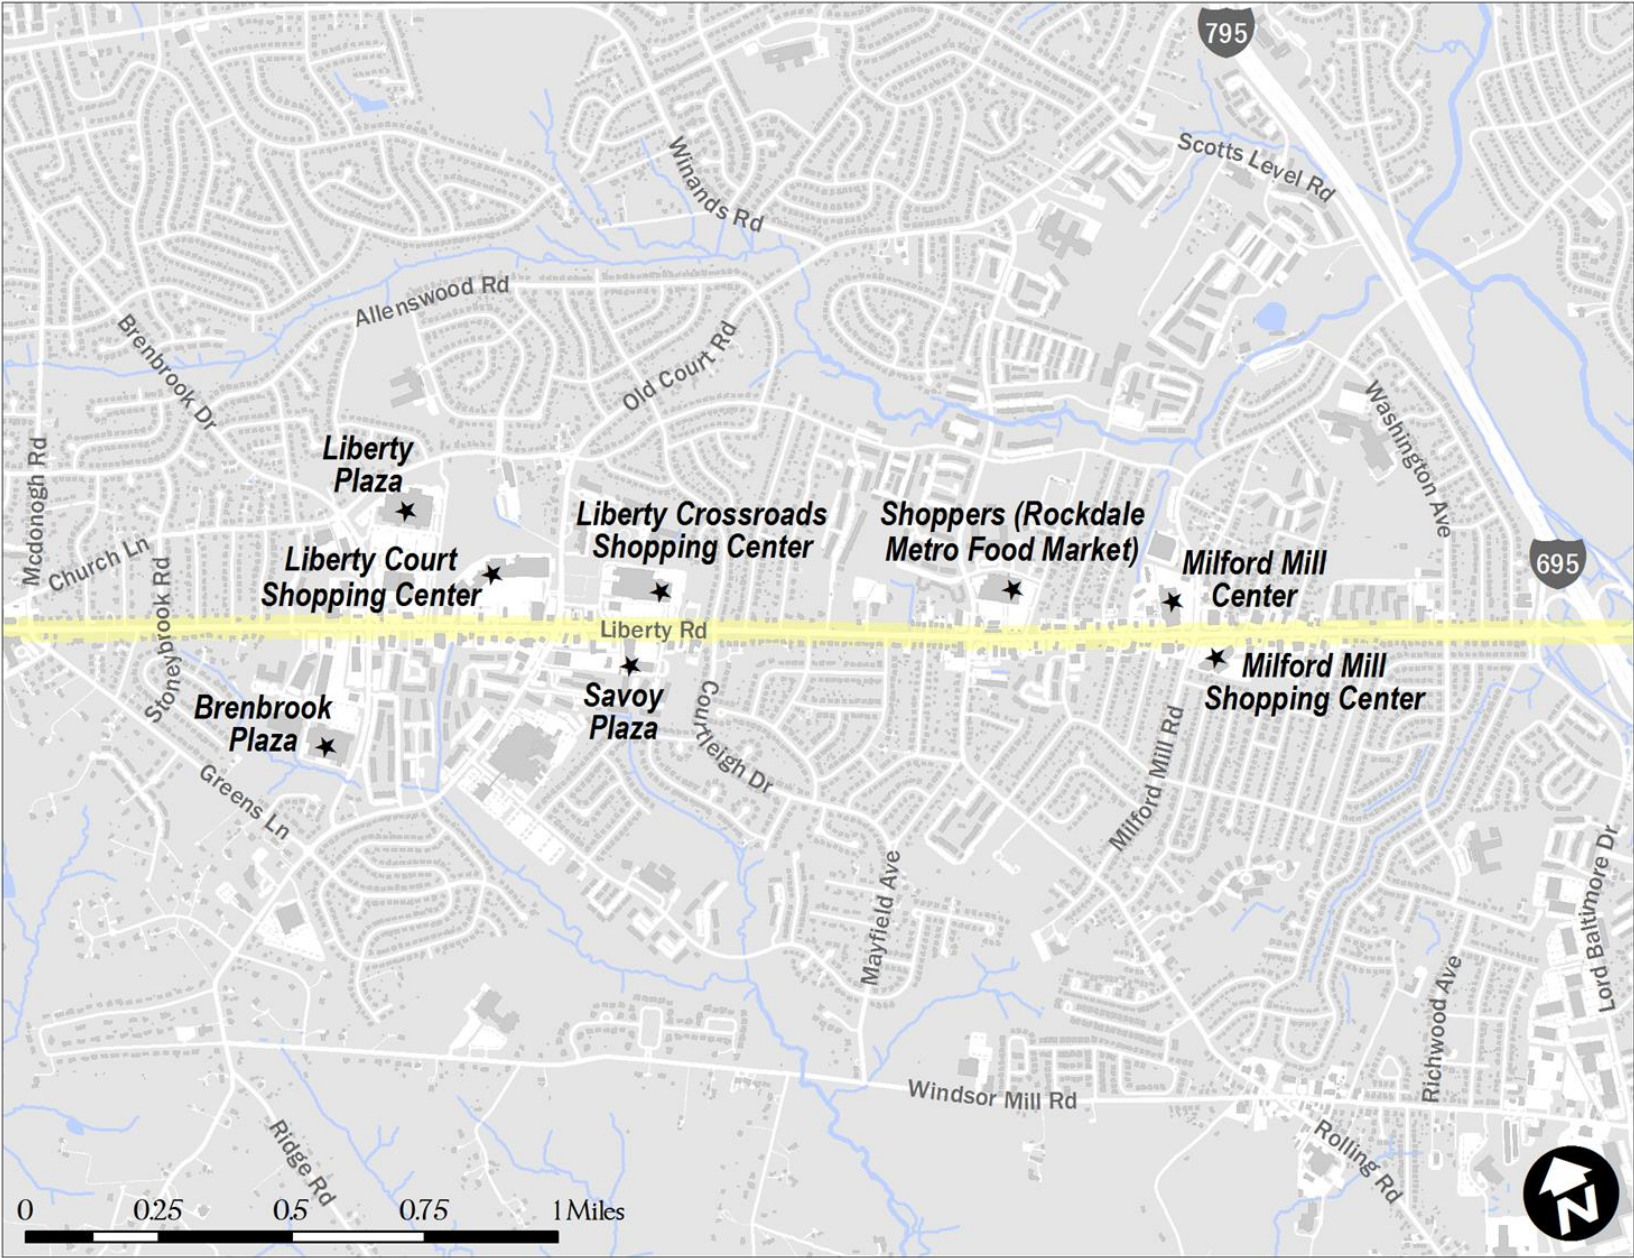 795
Scotts Level Rd
Winands Rd
Allenswood Rd
Brenbrook Dr
Old Court Rd
Washington Ave
Mcdonogh Rd
Liberty
Plaza
Liberty Crossroads
Shopping Center
Shoppers (Rockdale
Metro Food Market)
Church Ln
Stoneybrook Rd
Liberty Court
Shopping Center
Milford Mill
Center
695
Liberty Rd
Brenbrook
Plaza
Savoy
Plaza
Courtleigh Dr
Milford Mill
Shopping Center
Milford Mill Rd
Greens Ln
Mayfield Ave
Lord Baltimore Dr
Richwood Ave
Windsor Mill Rd
Ridge Rd
Rolling Rd
0 0.25 0.5 0.75 1 Miles
N